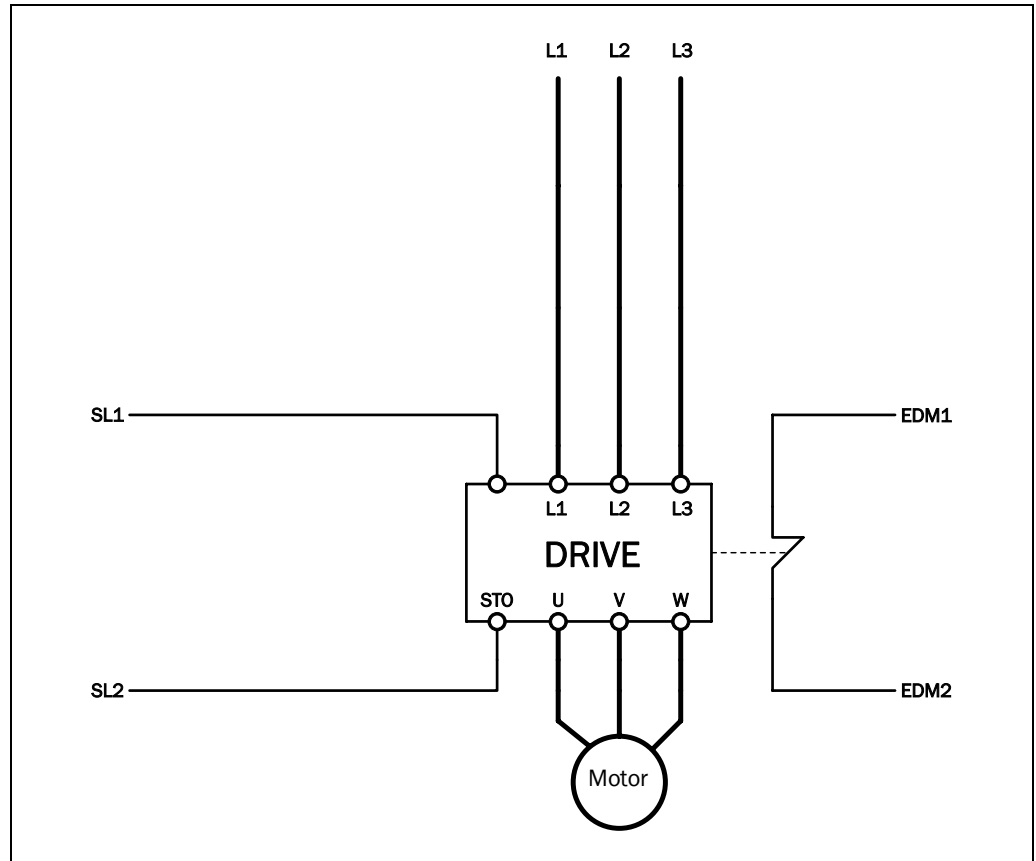 L1 L2 L3
SL1 EDM1
L1 L2 L3
DRIVE
STO U V W
SL2 EDM2
Motor